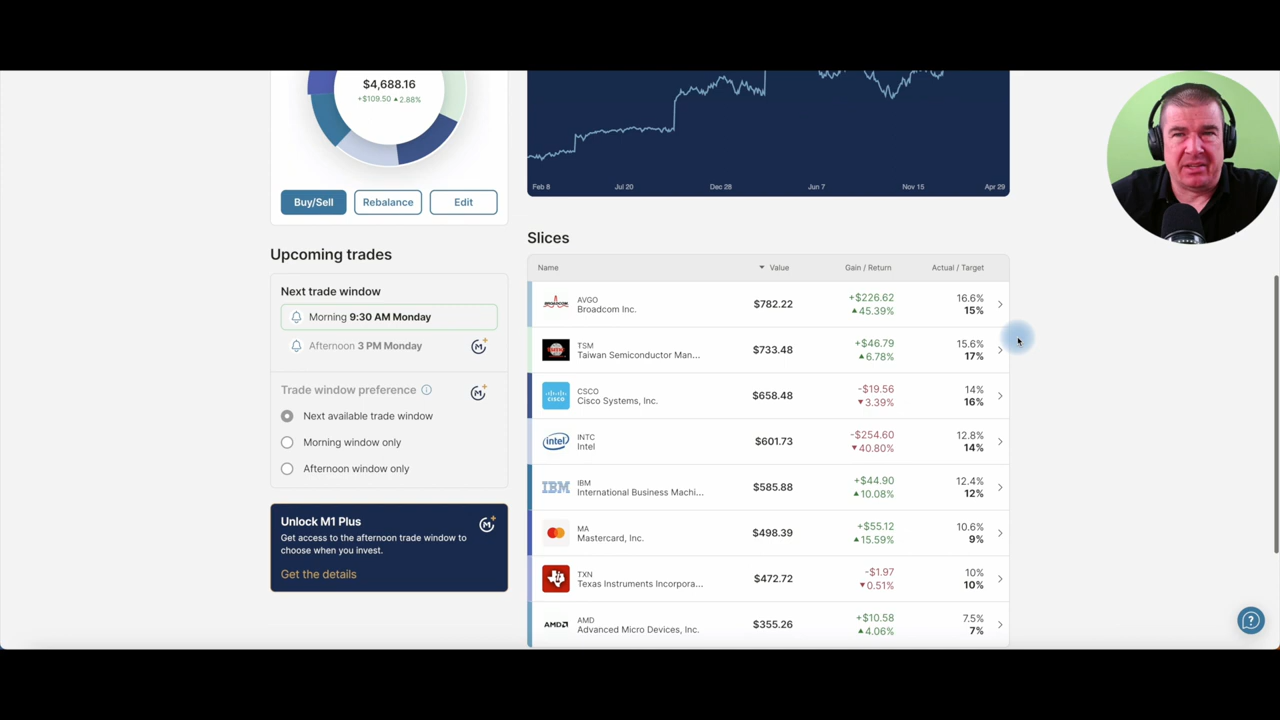 $4,688.16
+$109.50 ▲ 2.88%
Buy/Sell
Rebalance
Edit
Feb 8
Jul 20
Dec 28
Jun 7
Nov 15
Apr 29
Upcoming trades
Next trade window
Morning 9:30 AM Monday
Afternoon 3 PM Monday
Trade window preference
Next available trade window
Morning window only
Afternoon window only
Unlock M1 Plus
Get access to the afternoon trade window to
choose when you invest.
Get the details
Slices
Name
Value
Gain / Return
Actual / Target
BROADCOM
AVGO
Broadcom Inc.
$782.22
+$226.62
▲45.39%
16.6%
15%
TSM
Taiwan Semiconductor Man...
$733.48
+$46.79
▲6.78%
15.6%
17%
CISCO
CSCO
Cisco Systems, Inc.
$658.48
-$19.56
▼3.39%
14%
16%
intel
INTC
Intel
$601.73
-$254.60
▼40.80%
12.8%
14%
IBM
IBM
International Business Machi...
$585.88
+$44.90
▲10.08%
12.4%
12%
MA
Mastercard, Inc.
$498.39
+$55.12
▲15.59%
10.6%
9%
TXN
Texas Instruments Incorpora...
$472.72
-$1.97
▼0.51%
10%
10%
AMD
AMD
Advanced Micro Devices, Inc.
$355.26
+$10.58
▲4.06%
7.5%
7%
?